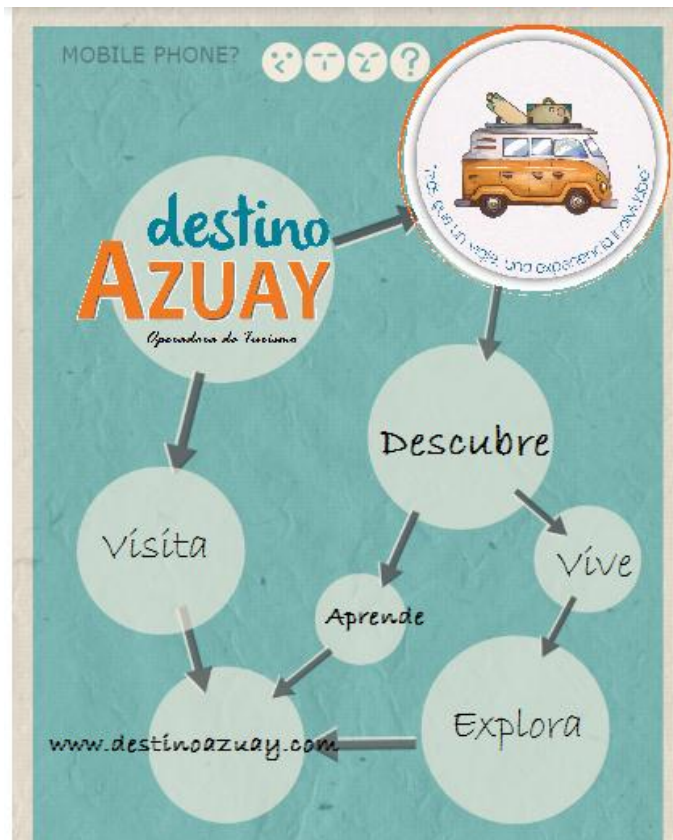 MOBILE PHONE?
"más que un viaje, una experiencia inolvidable"
destino
AZUAY
Operadora de Turismo
Descubre
Visita
Vive
Aprende
Explora
www.destinoazuay.com